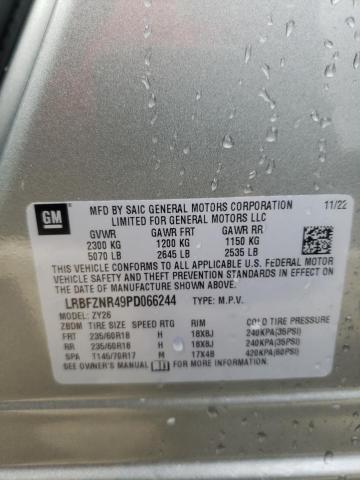 GM
MFD BY SAIC GENERAL MOTORS CORPORATION 11/22
LIMITED FOR GENERAL MOTORS LLC
GVWR GAWR FRT GAWR RR
2300 KG 1200 KG 1150 KG
5070 LB 2645 LB 2535 LB
THIS VEHICLE CONFORMS TO ALL APPLICABLE U.S. FEDERAL MOTOR
VEHICLE SAFETY, BUMPER, AND THEFT PREVENTION STANDARDS
IN EFFECT ON THE DATE OF MANUFACTURE SHOWN ABOVE.
LRBFZNR49PD066244 TYPE: M.P.V.
MODEL: ZY26
ZBDM TIRE SIZE SPEED RTG RIM COLD TIRE PRESSURE
FRT 235/60R18 H 18X8J 240KPA(35PSI)
RR 235/60R18 H 18X8J 240KPA(35PSI)
SPA T145/70R17 M 17X4B 420KPA(60PSI)
SEE OWNER'S MANUAL FOR ADDITIONAL INFORMATION.